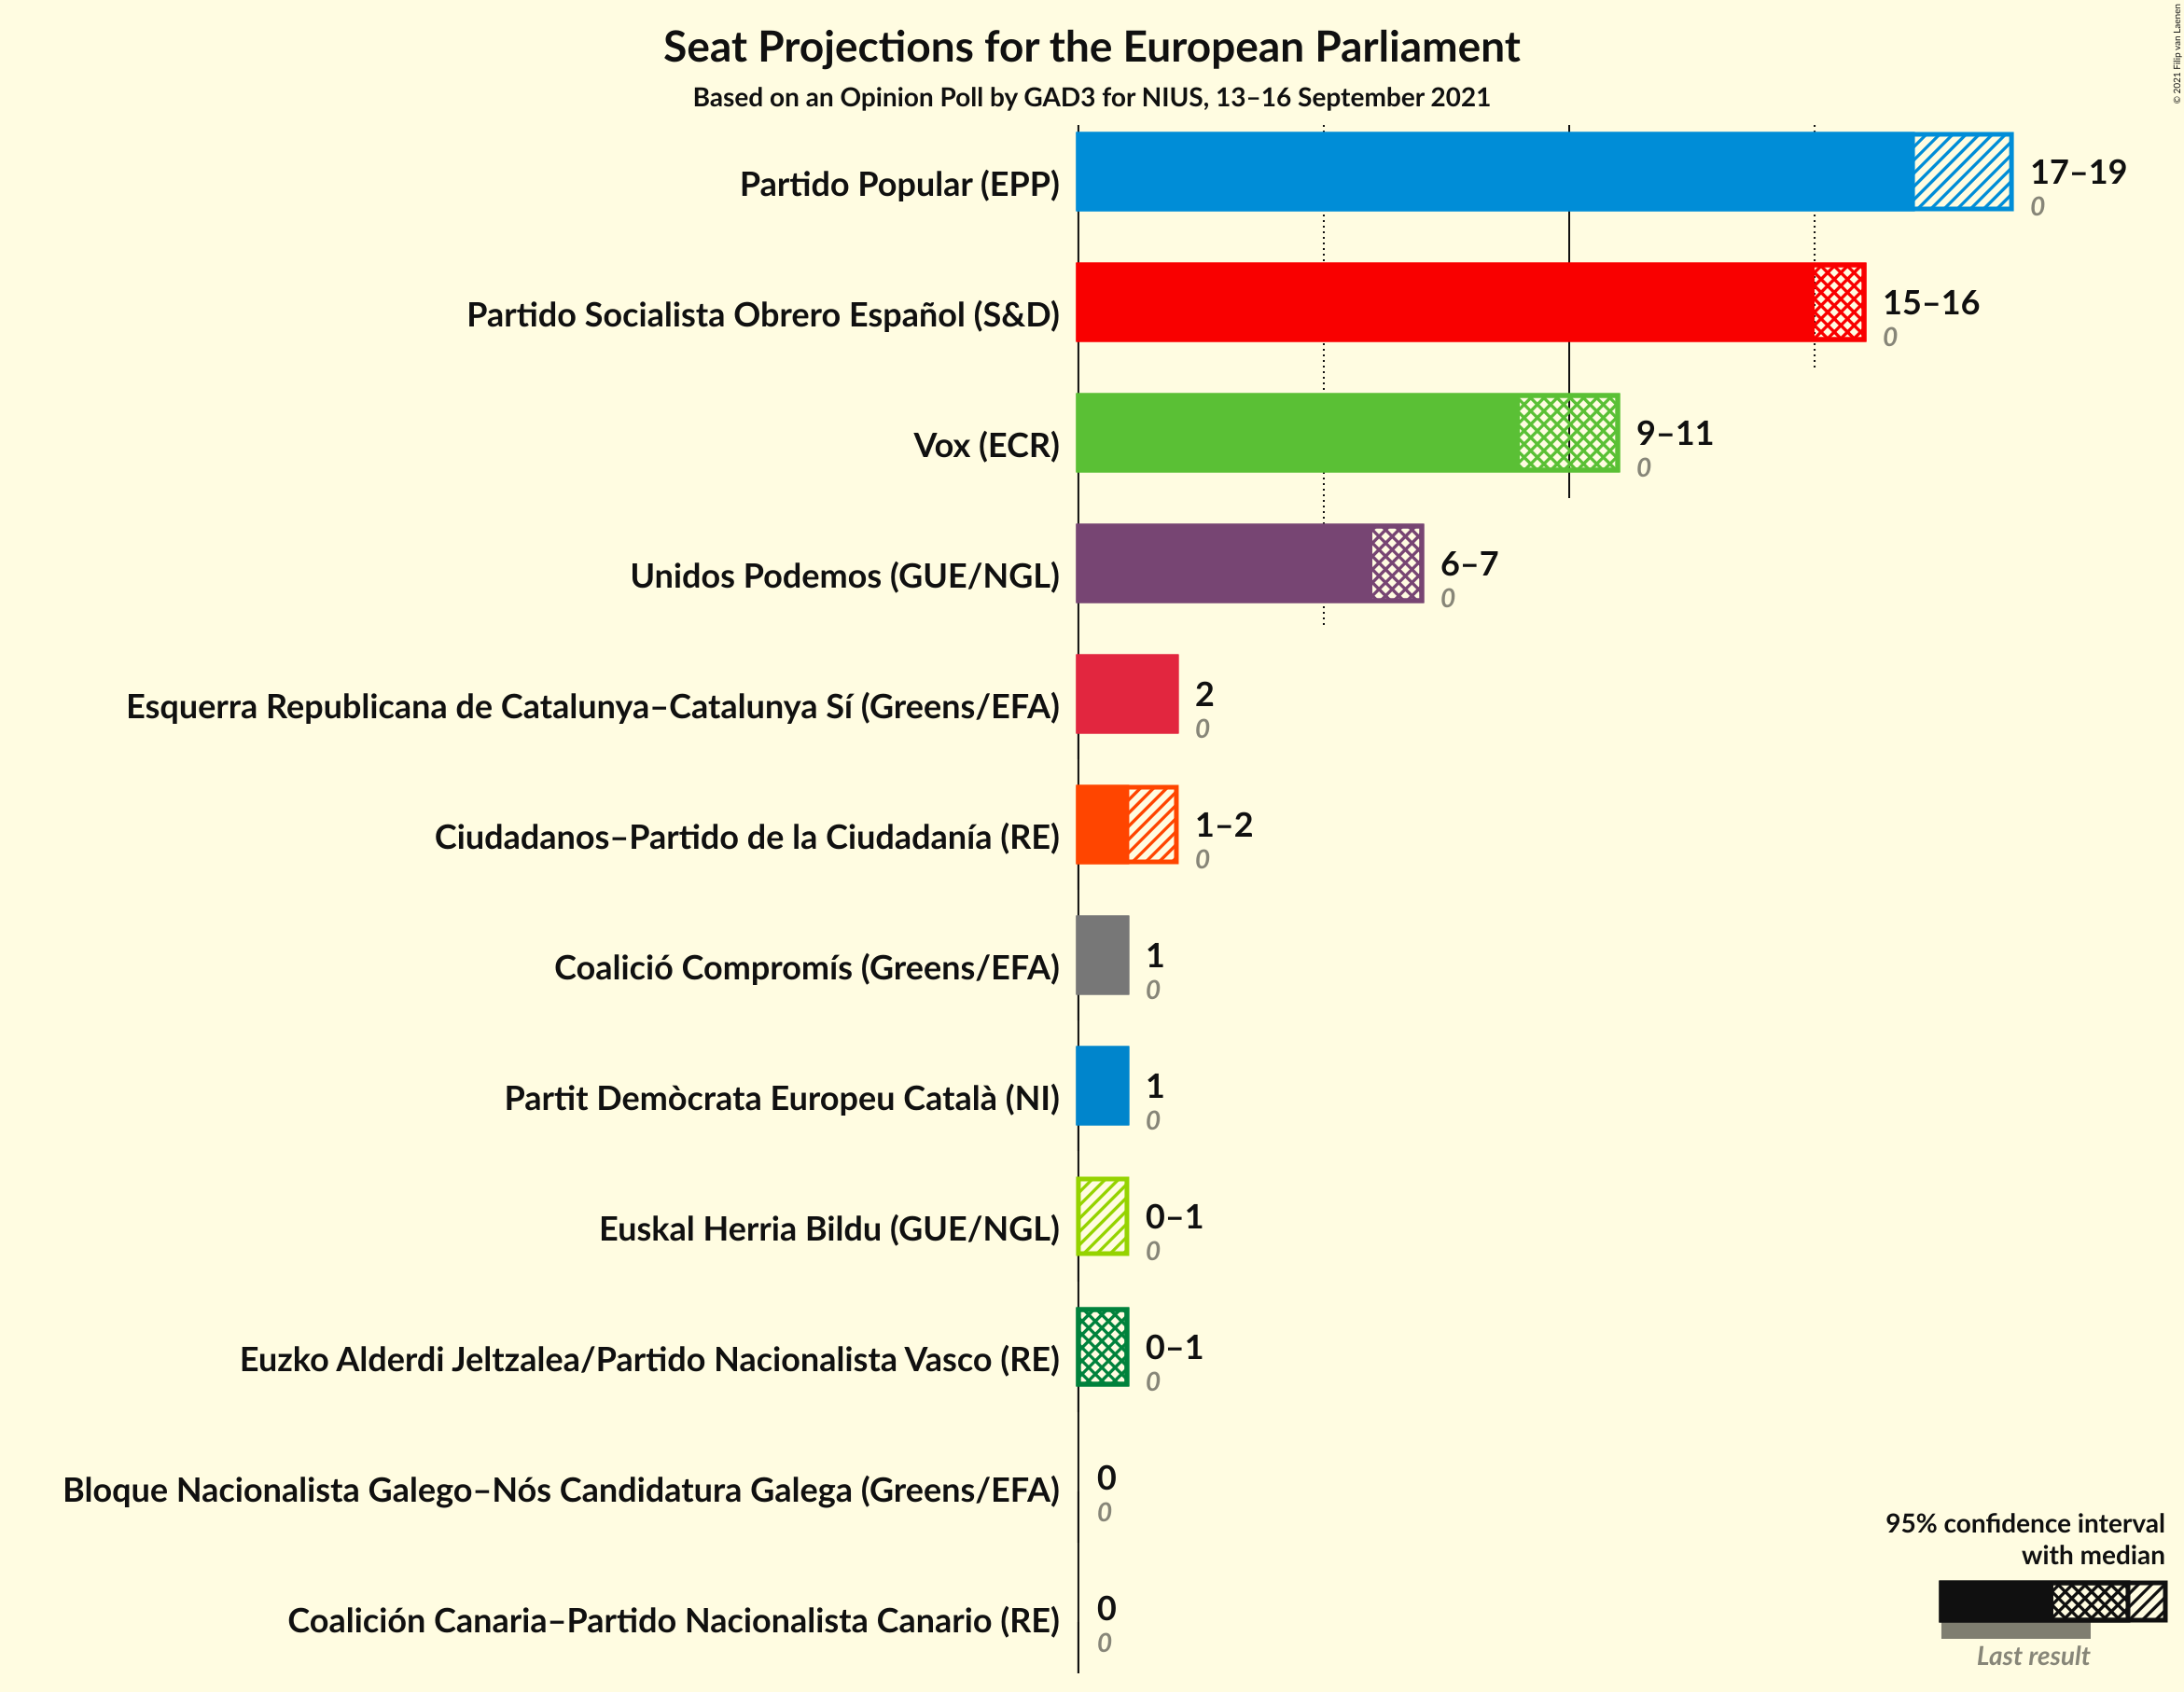 Seat Projections for the European Parliament
Based on an Opinion Poll by GAD3 for NIUS, 13–16 September 2021
© 2021 Filip van Laenen
Partido Popular (EPP)
17–19
0
Partido Socialista Obrero Español (S&D)
15–16
0
Vox (ECR)
9–11
0
Unidos Podemos (GUE/NGL)
6–7
0
Esquerra Republicana de Catalunya–Catalunya Sí (Greens/EFA)
2
0
Ciudadanos–Partido de la Ciudadanía (RE)
1–2
0
Coalició Compromís (Greens/EFA)
1
0
Partit Demòcrata Europeu Català (NI)
1
0
Euskal Herria Bildu (GUE/NGL)
0–1
0
Euzko Alderdi Jeltzalea/Partido Nacionalista Vasco (RE)
0–1
0
Bloque Nacionalista Galego–Nós Candidatura Galega (Greens/EFA)
0
0
Coalición Canaria–Partido Nacionalista Canario (RE)
0
0
95% confidence interval
with median
Last result